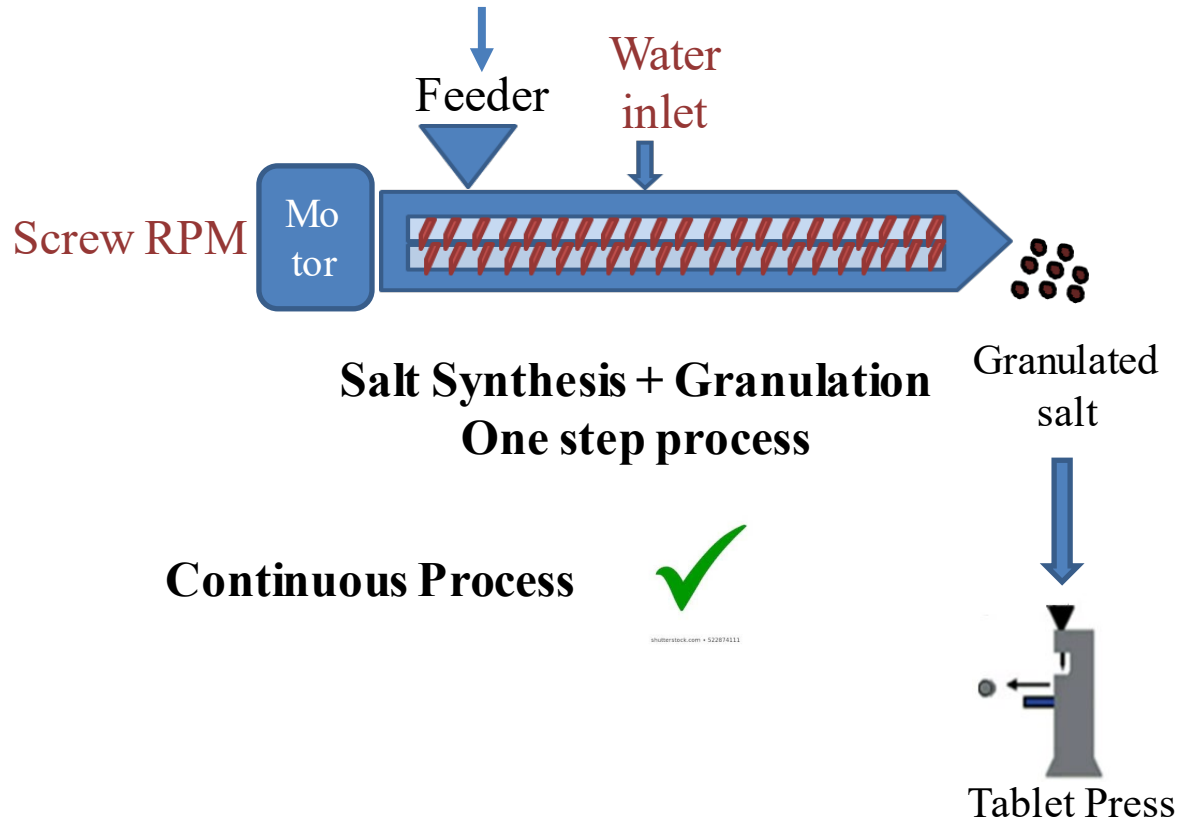 Feeder
Water
inlet
Screw RPM
Mo
tor
Salt Synthesis + Granulation
One step process
Granulated
salt
Continuous Process
shutterstock.com • 522874111
Tablet Press